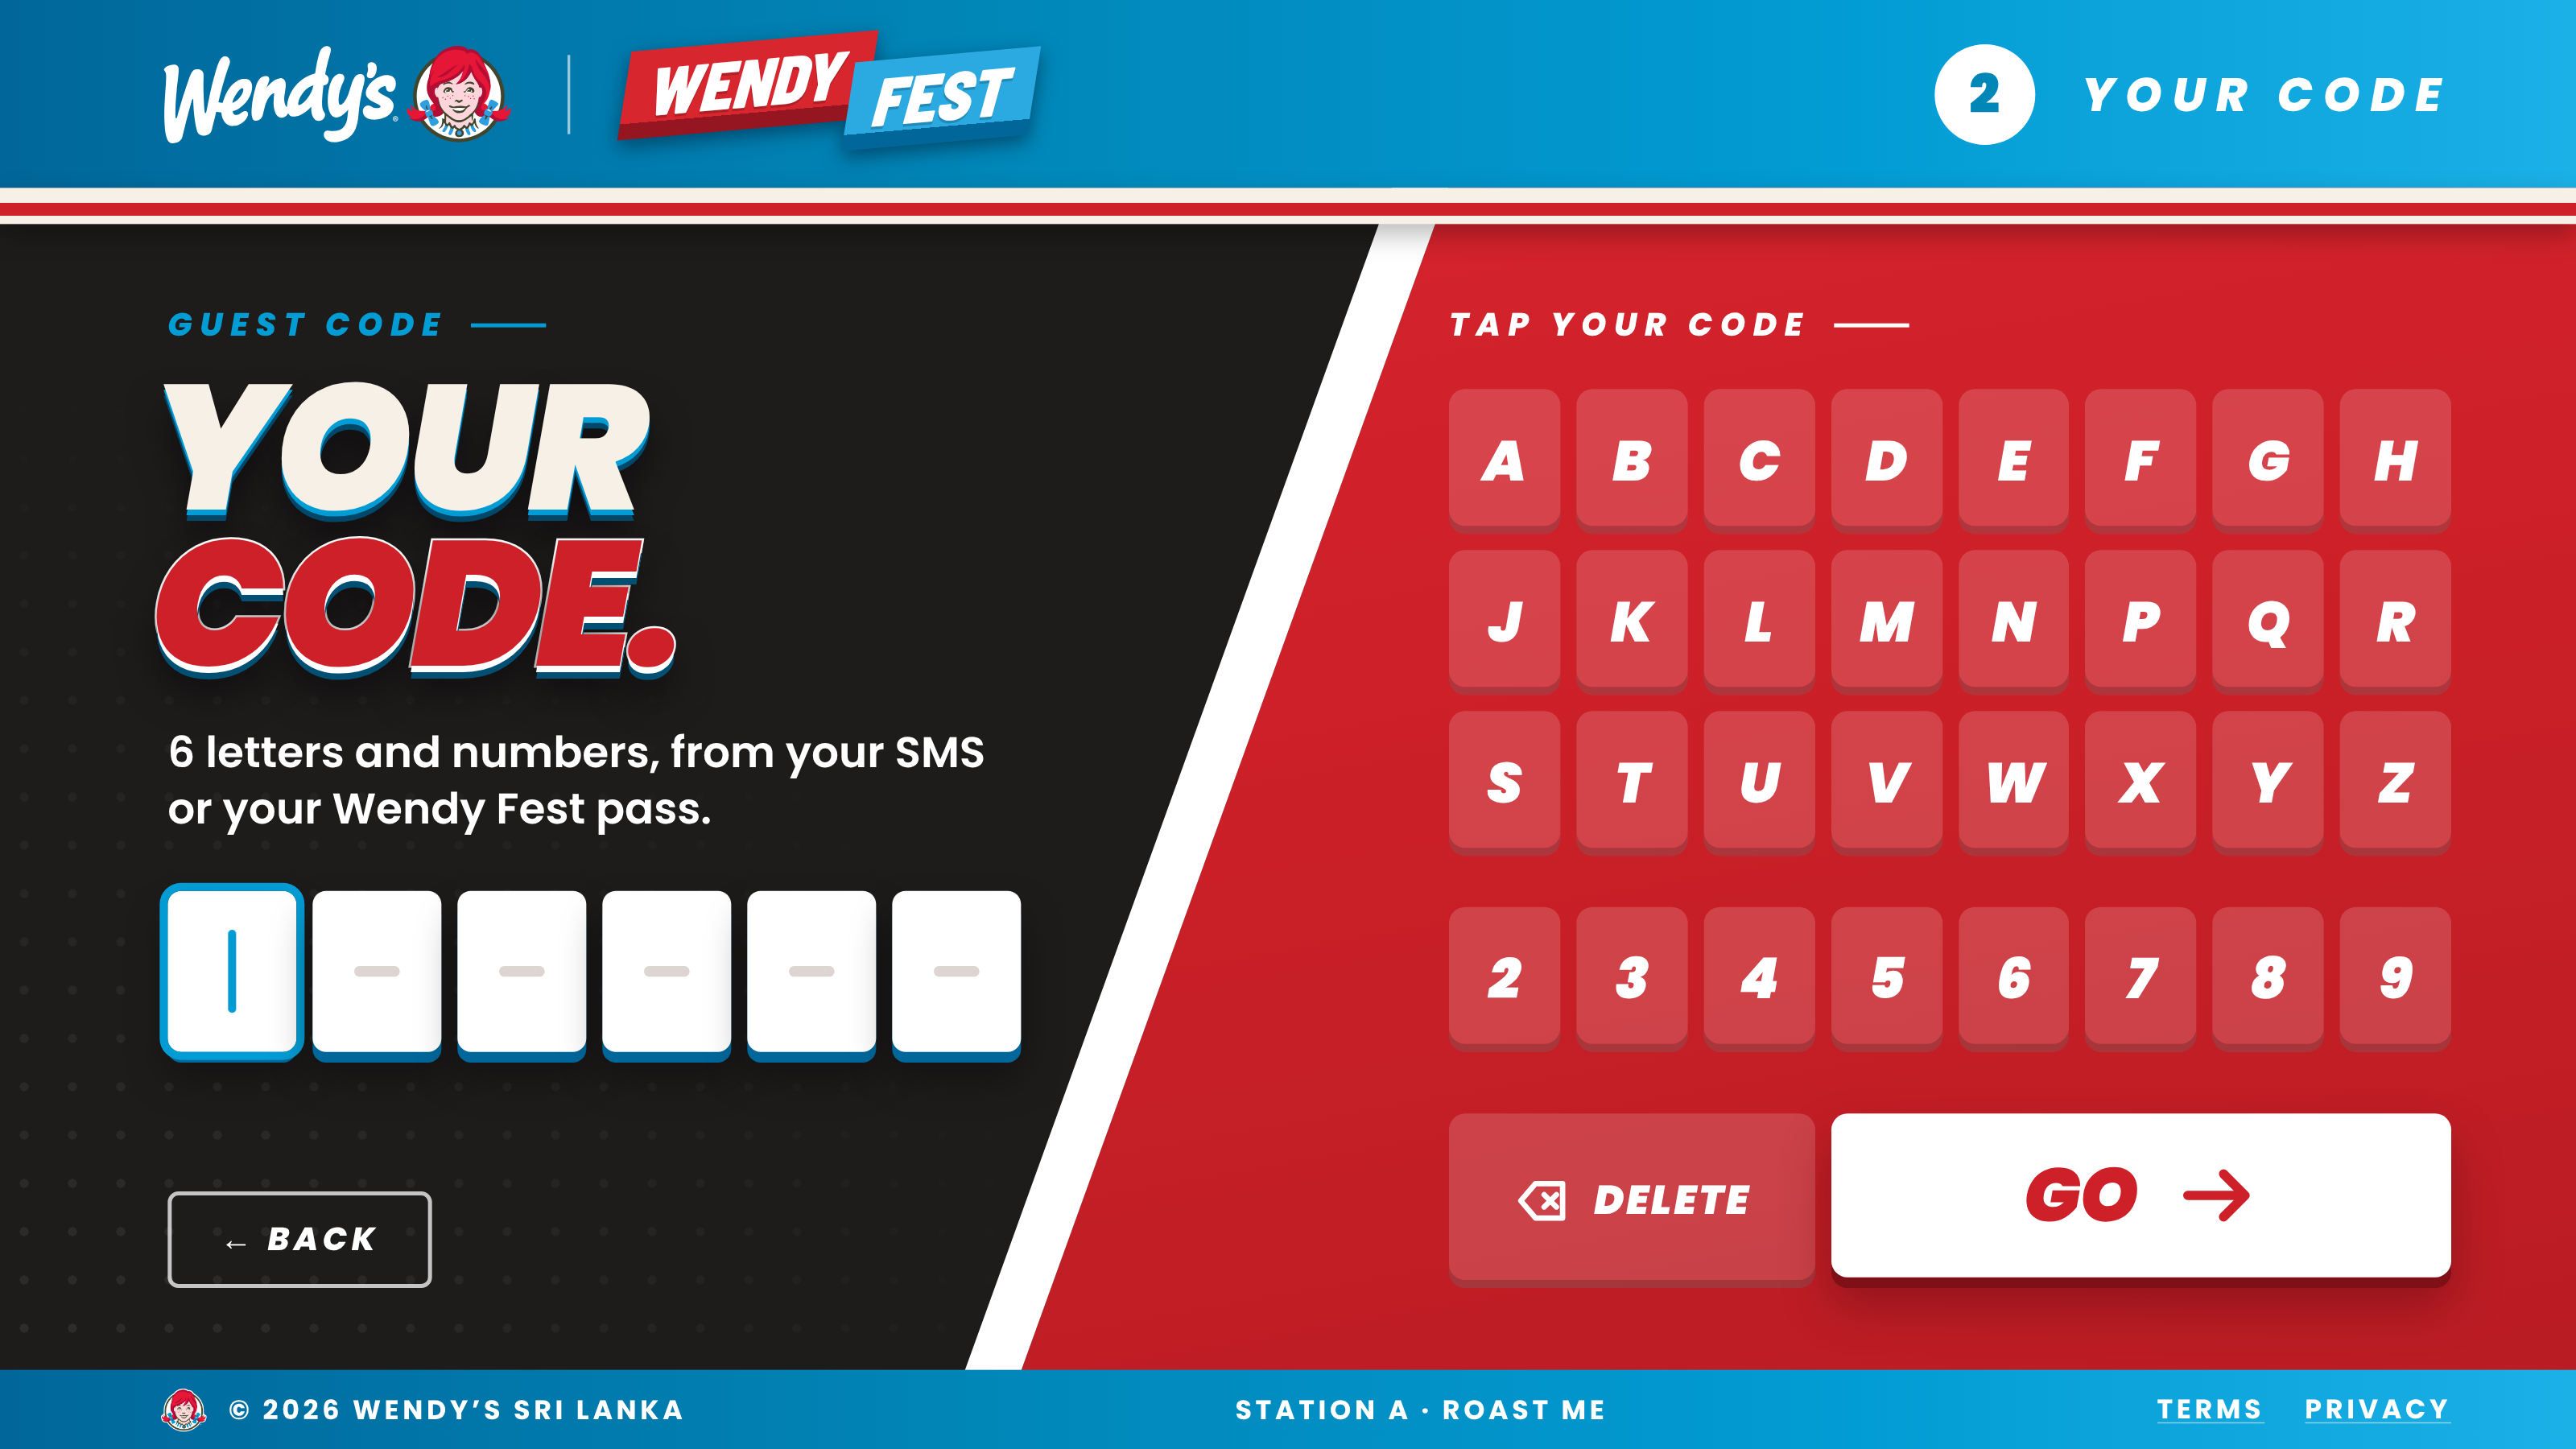 Wendy's
WENDY FEST
2 YOUR CODE
GUEST CODE
YOUR
CODE.
6 letters and numbers, from your SMS
or your Wendy Fest pass.
← BACK
TAP YOUR CODE
A B C D E F G H
J K L M N P Q R
S T U V W X Y Z
2 3 4 5 6 7 8 9
DELETE
GO →
© 2026 WENDY’S SRI LANKA
STATION A · ROAST ME
TERMS PRIVACY